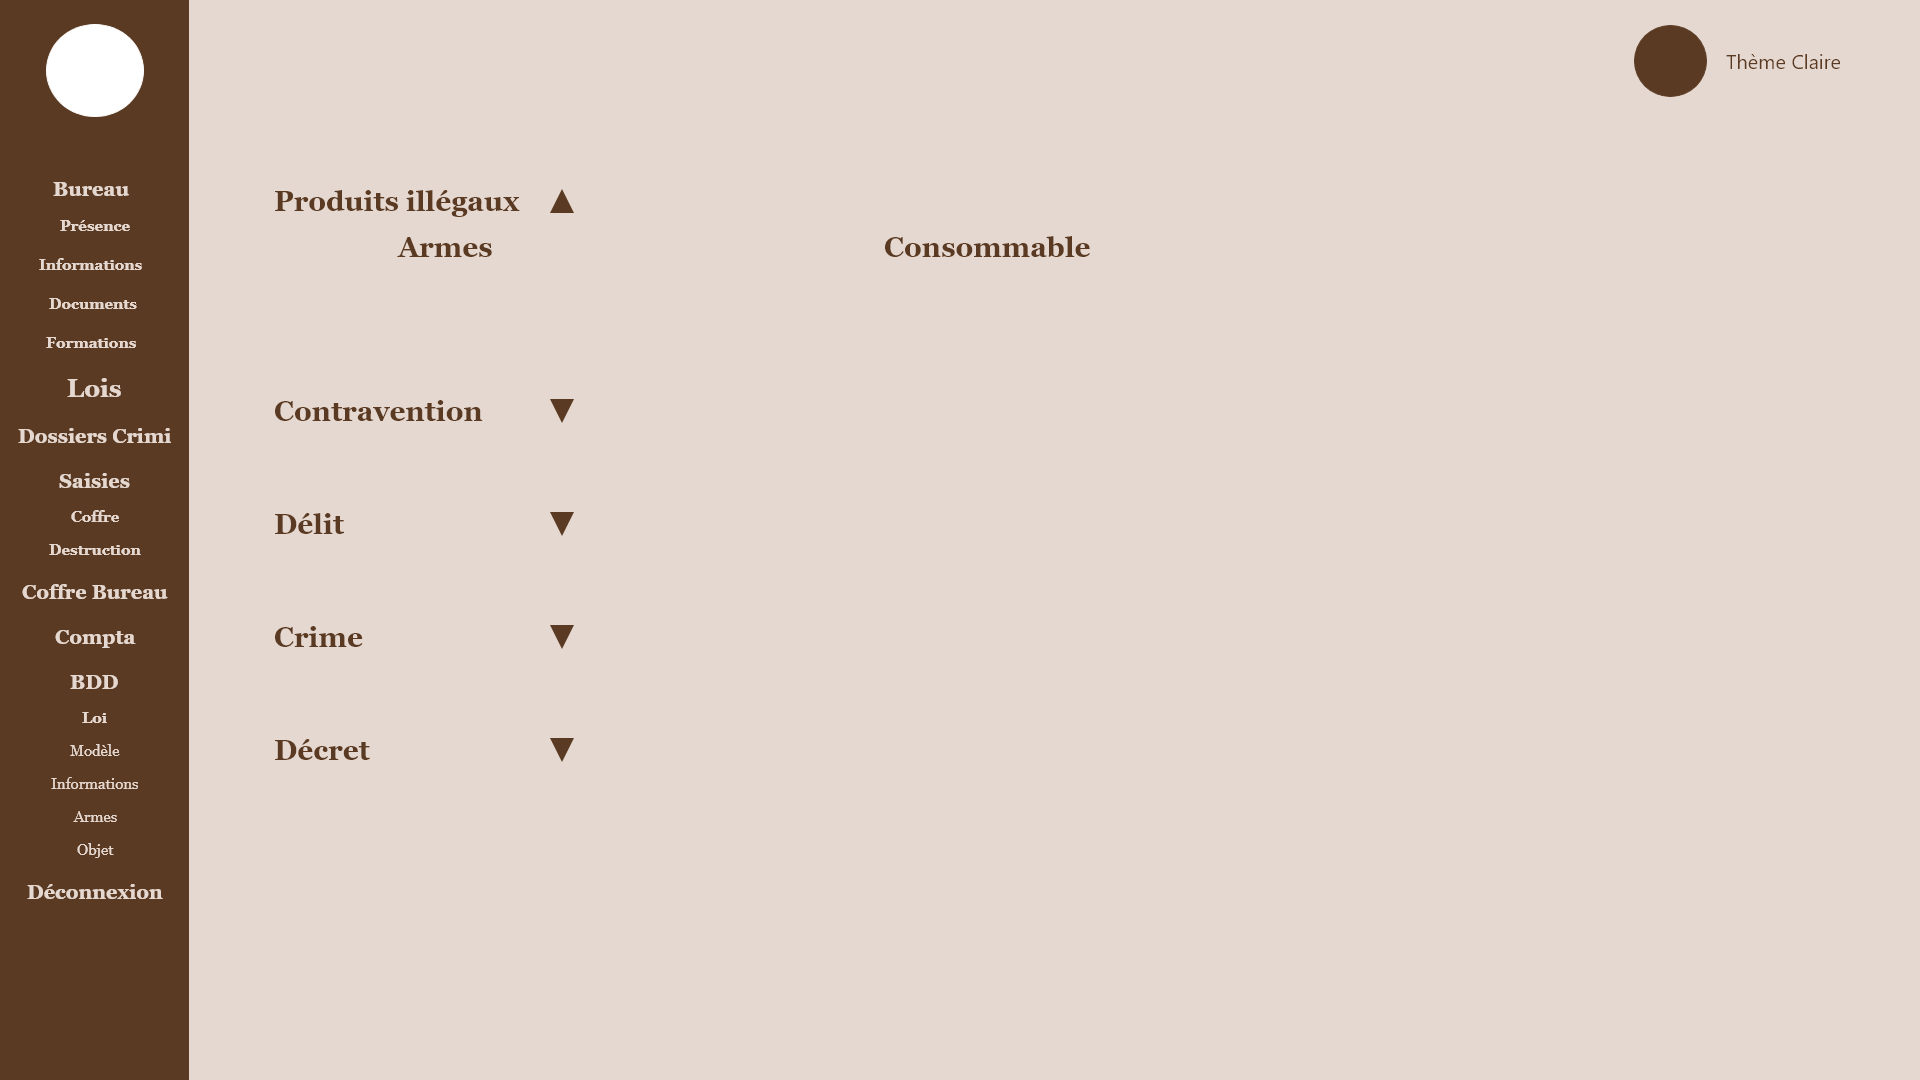 Bureau
Présence
Informations
Documents
Formations
Lois
Dossiers Crimi
Saisies
Coffre
Destruction
Coffre Bureau
Compta
BDD
Loi
Modèle
Informations
Armes
Objet
Déconnexion
Thème Claire
Produits illégaux ▲
Armes Consommable
Contravention ▼
Délit ▼
Crime ▼
Décret ▼